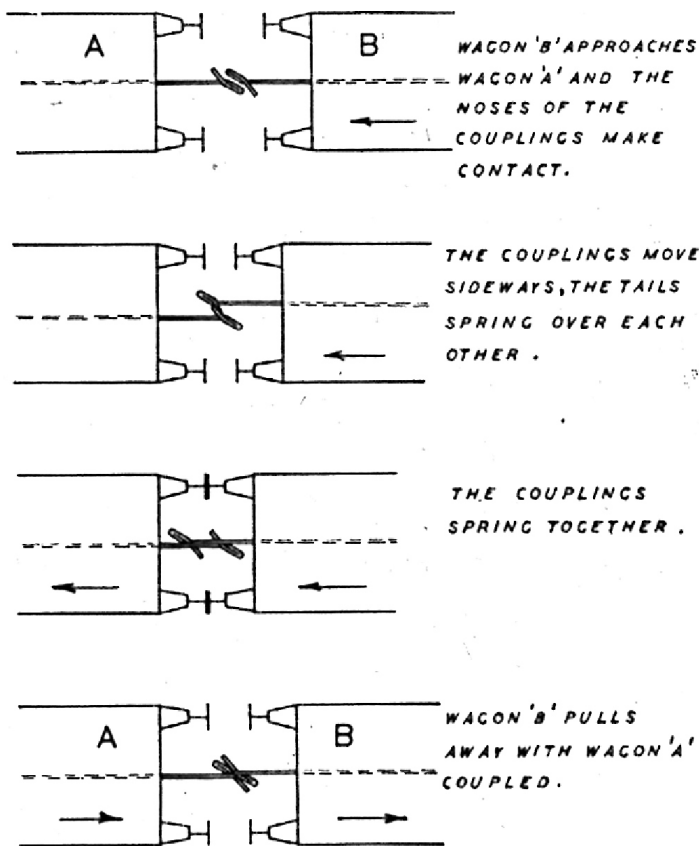 A
B
WAGON 'B' APPROACHES
WAGON 'A' AND THE
NOSES OF THE
COUPLINGS MAKE
CONTACT.
THE COUPLINGS MOVE
SIDEWAYS, THE TAILS
SPRING OVER EACH
OTHER.
THE COUPLINGS
SPRING TOGETHER.
A
B
WAGON 'B' PULLS
AWAY WITH WAGON 'A'
COUPLED.